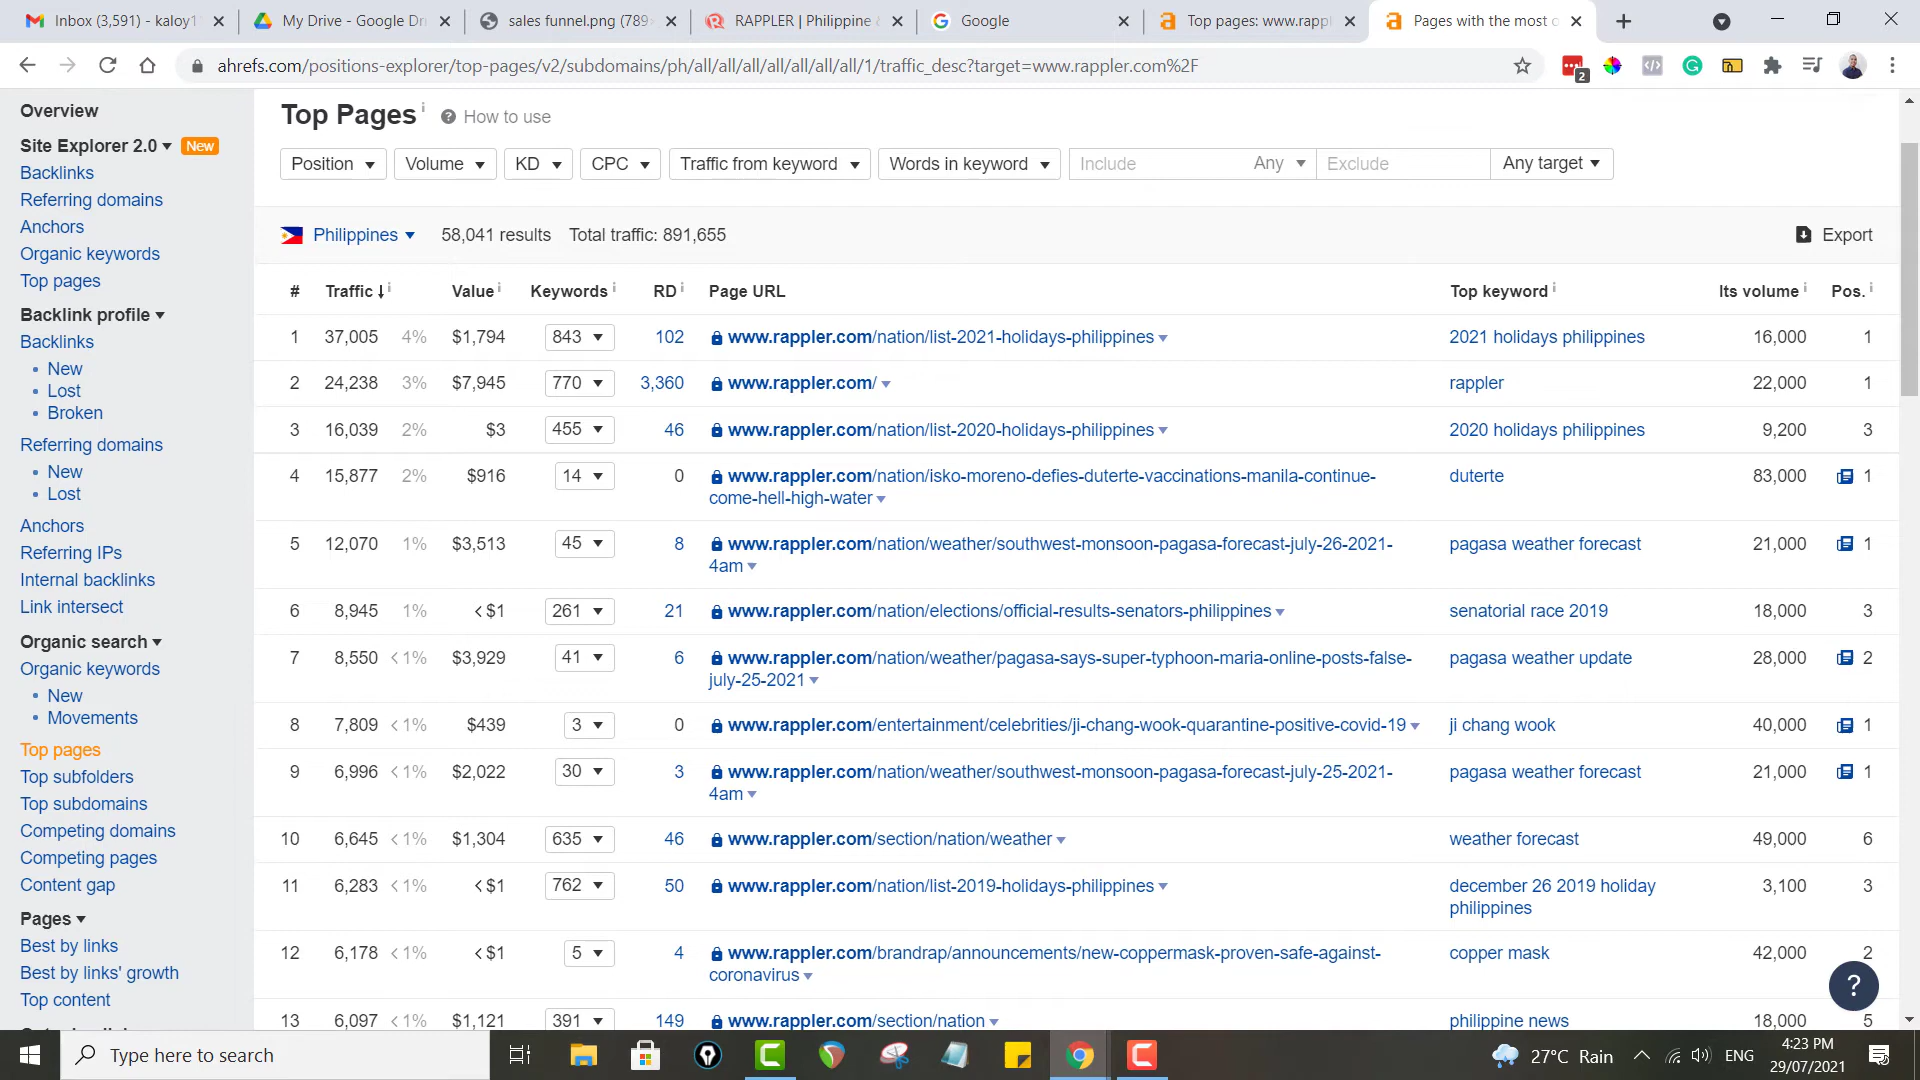 Inbox (3,591) - kaloy1
My Drive - Google Dri
sales funnel.png (789×
RAPPLER | Philippine &
Google
Top pages: www.rappl
Pages with the most o
ahrefs.com/positions-explorer/top-pages/v2/subdomains/ph/all/all/all/all/all/all/all/1/traffic_desc?target=www.rappler.com%2F
2
Overview
Site Explorer 2.0 New
Backlinks
Referring domains
Anchors
Organic keywords
Top pages
Backlink profile
Backlinks
New
Lost
Broken
Referring domains
New
Lost
Anchors
Referring IPs
Internal backlinks
Link intersect
Organic search
Organic keywords
New
Movements
Top pages
Top subfolders
Top subdomains
Competing domains
Competing pages
Content gap
Pages
Best by links
Best by links' growth
Top content
Top Pages i ? How to use
Position Volume KD CPC Traffic from keyword Words in keyword Include Any Exclude Any target
Philippines 58,041 results Total traffic: 891,655 Export
# Traffic ↓ i Value i Keywords i RD i Page URL Top keyword i Its volume i Pos. i
1 37,005 4% $1,794 843 102 www.rappler.com/nation/list-2021-holidays-philippines 2021 holidays philippines 16,000 1
2 24,238 3% $7,945 770 3,360 www.rappler.com/ rappler 22,000 1
3 16,039 2% $3 455 46 www.rappler.com/nation/list-2020-holidays-philippines 2020 holidays philippines 9,200 3
4 15,877 2% $916 14 0 www.rappler.com/nation/isko-moreno-defies-duterte-vaccinations-manila-continue- duterte 83,000 1
come-hell-high-water
5 12,070 1% $3,513 45 8 www.rappler.com/nation/weather/southwest-monsoon-pagasa-forecast-july-26-2021- pagasa weather forecast 21,000 1
4am
6 8,945 1% < $1 261 21 www.rappler.com/nation/elections/official-results-senators-philippines senatorial race 2019 18,000 3
7 8,550 < 1% $3,929 41 6 www.rappler.com/nation/weather/pagasa-says-super-typhoon-maria-online-posts-false- pagasa weather update 28,000 2
july-25-2021
8 7,809 < 1% $439 3 0 www.rappler.com/entertainment/celebrities/ji-chang-wook-quarantine-positive-covid-19 ji chang wook 40,000 1
9 6,996 < 1% $2,022 30 3 www.rappler.com/nation/weather/southwest-monsoon-pagasa-forecast-july-25-2021- pagasa weather forecast 21,000 1
4am
10 6,645 < 1% $1,304 635 46 www.rappler.com/section/nation/weather weather forecast 49,000 6
11 6,283 < 1% < $1 762 50 www.rappler.com/nation/list-2019-holidays-philippines december 26 2019 holiday 3,100 3
philippines
12 6,178 < 1% < $1 5 4 www.rappler.com/brandrap/announcements/new-coppermask-proven-safe-against- copper mask 42,000 2
coronavirus
?
13 6,097 < 1% $1,121 391 149 www.rappler.com/section/nation philippine news 18,000 5
Type here to search
27°C Rain
ENG
4:23 PM
29/07/2021